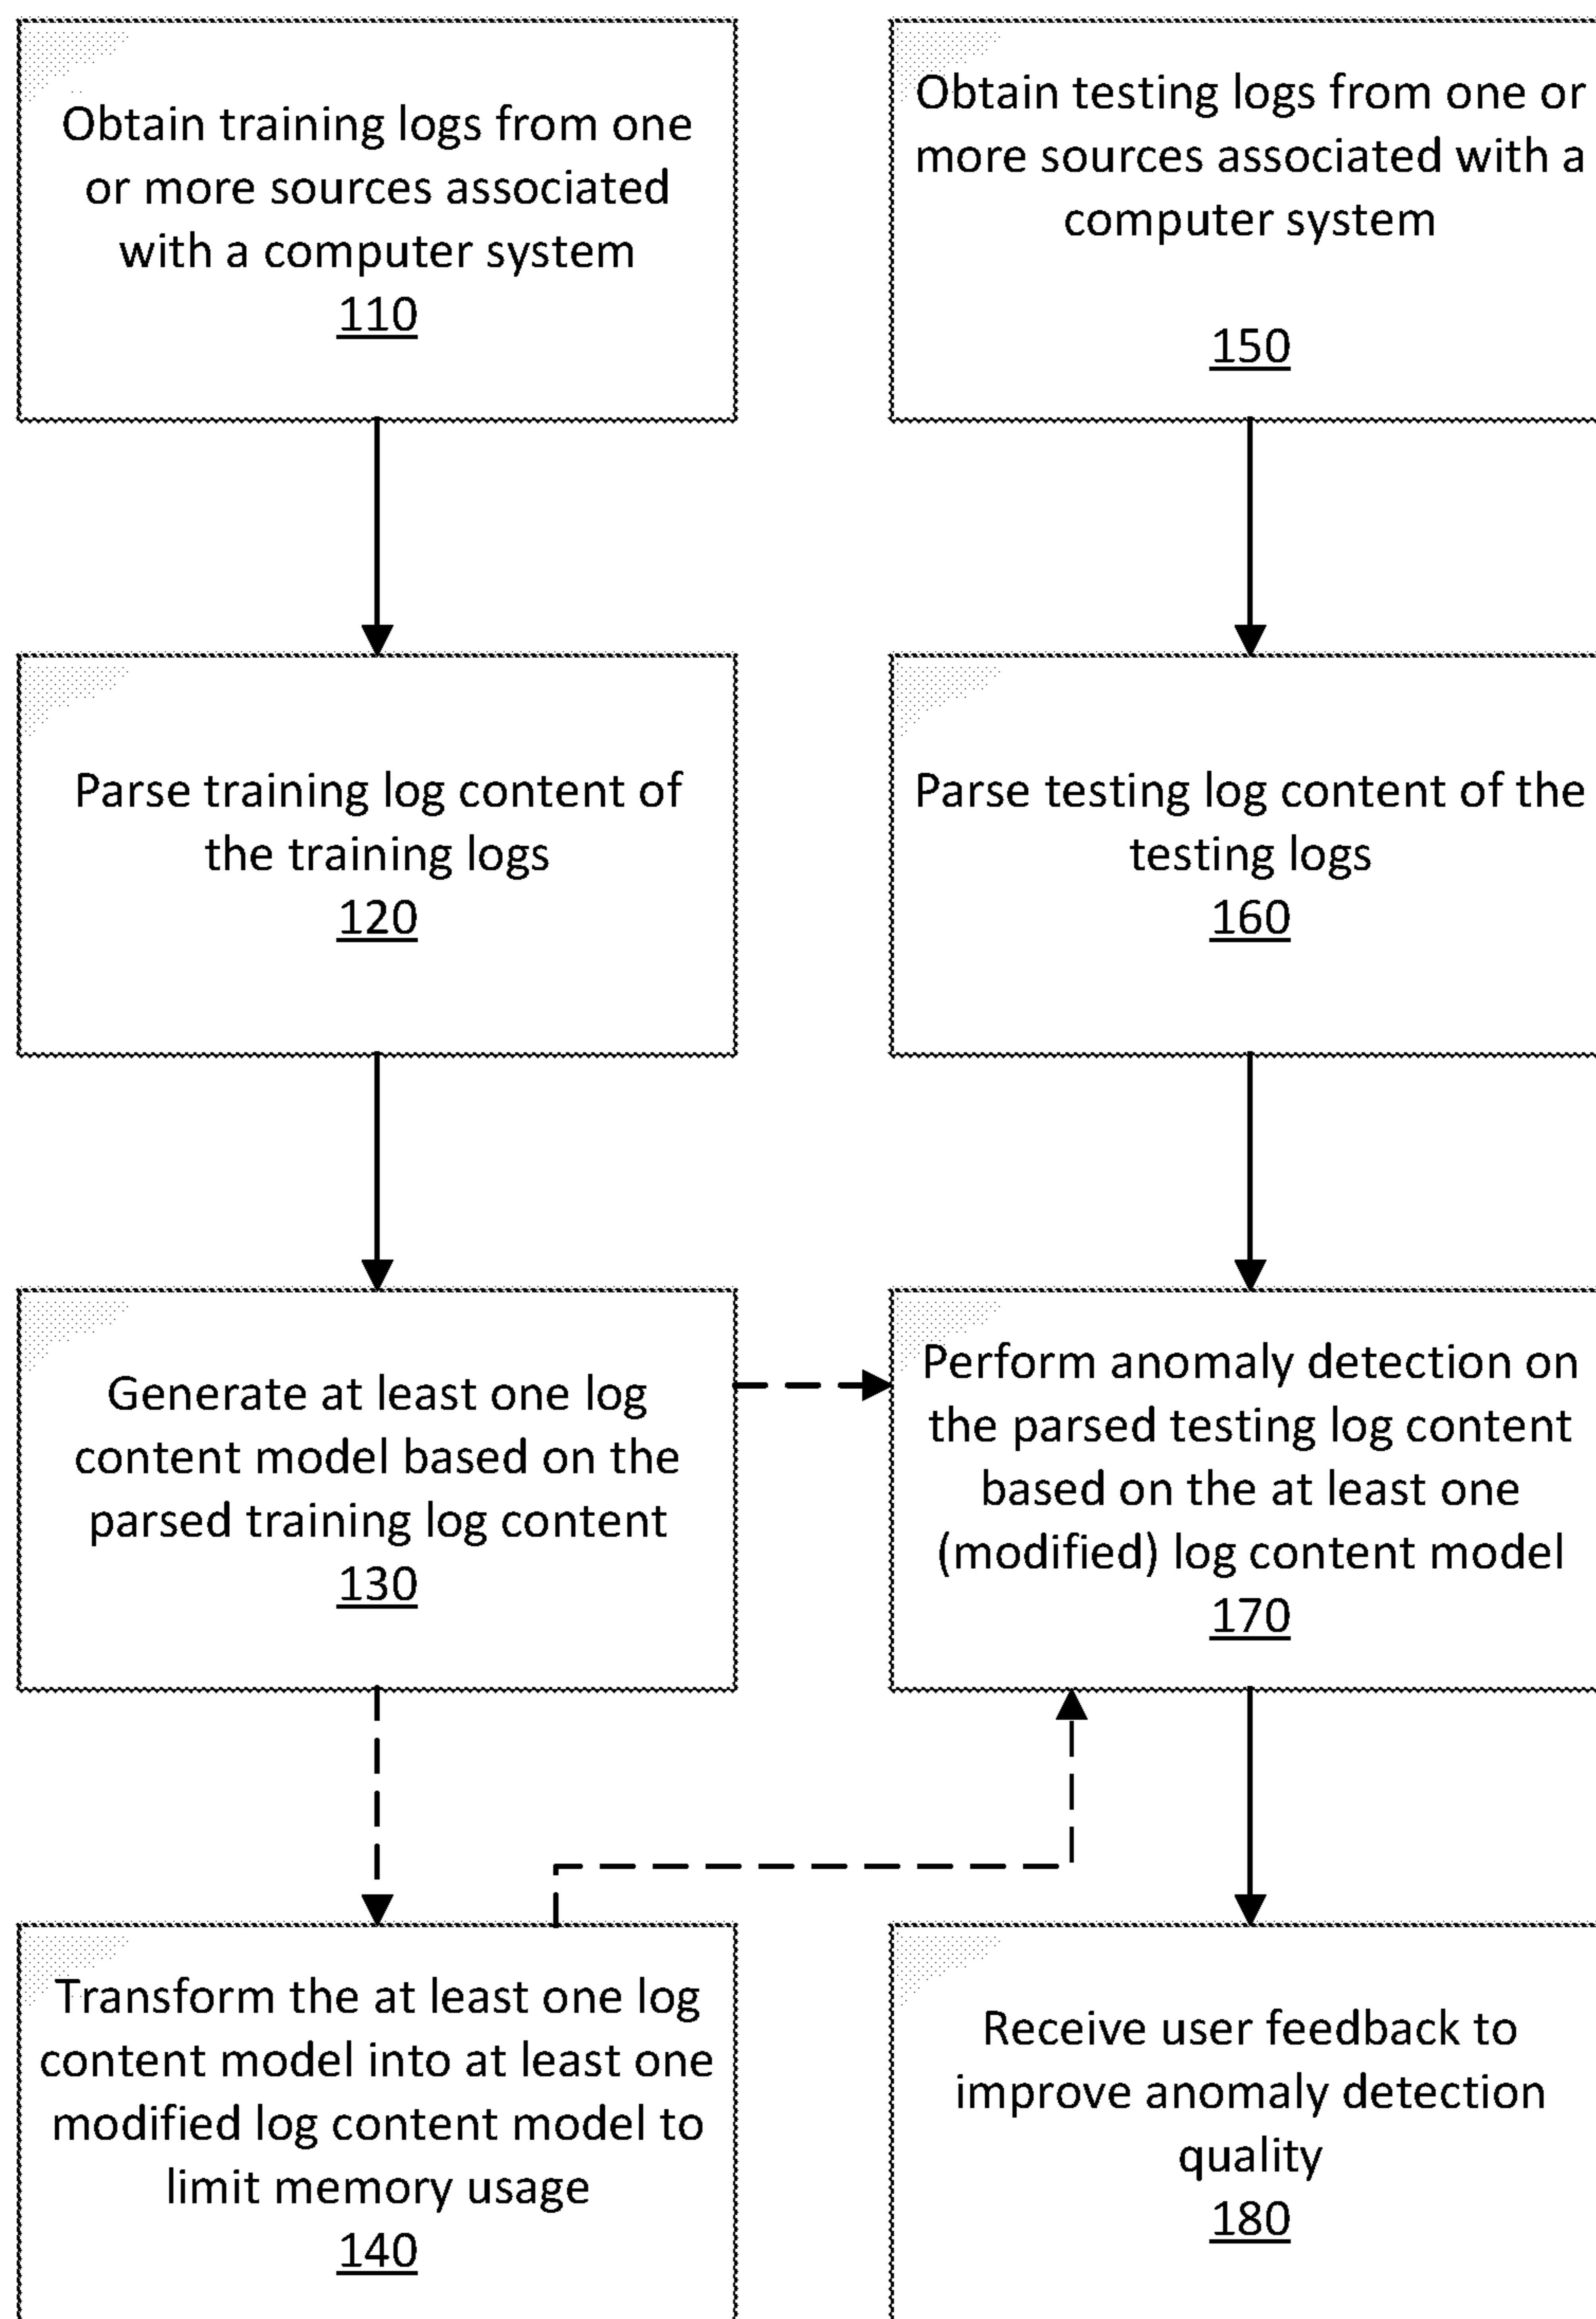 Obtain training logs from one
or more sources associated
with a computer system
110
Parse training log content of
the training logs
120
Generate at least one log
content model based on the
parsed training log content
130
Transform the at least one log
content model into at least one
modified log content model to
limit memory usage
140
Obtain testing logs from one or
more sources associated with a
computer system
150
Parse testing log content of the
testing logs
160
Perform anomaly detection on
the parsed testing log content
based on the at least one
(modified) log content model
170
Receive user feedback to
improve anomaly detection
quality
180